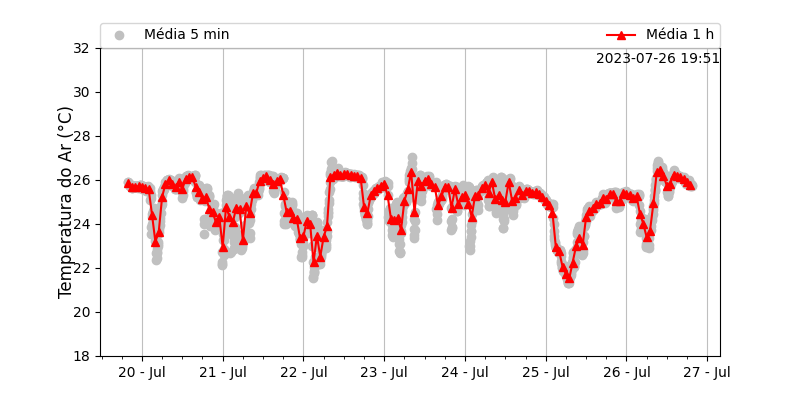 Média 5 min
Média 1 h
2023-07-26 19:51
Temperatura do Ar (°C)
32
30
28
26
24
22
20
18
20 - Jul
21 - Jul
22 - Jul
23 - Jul
24 - Jul
25 - Jul
26 - Jul
27 - Jul